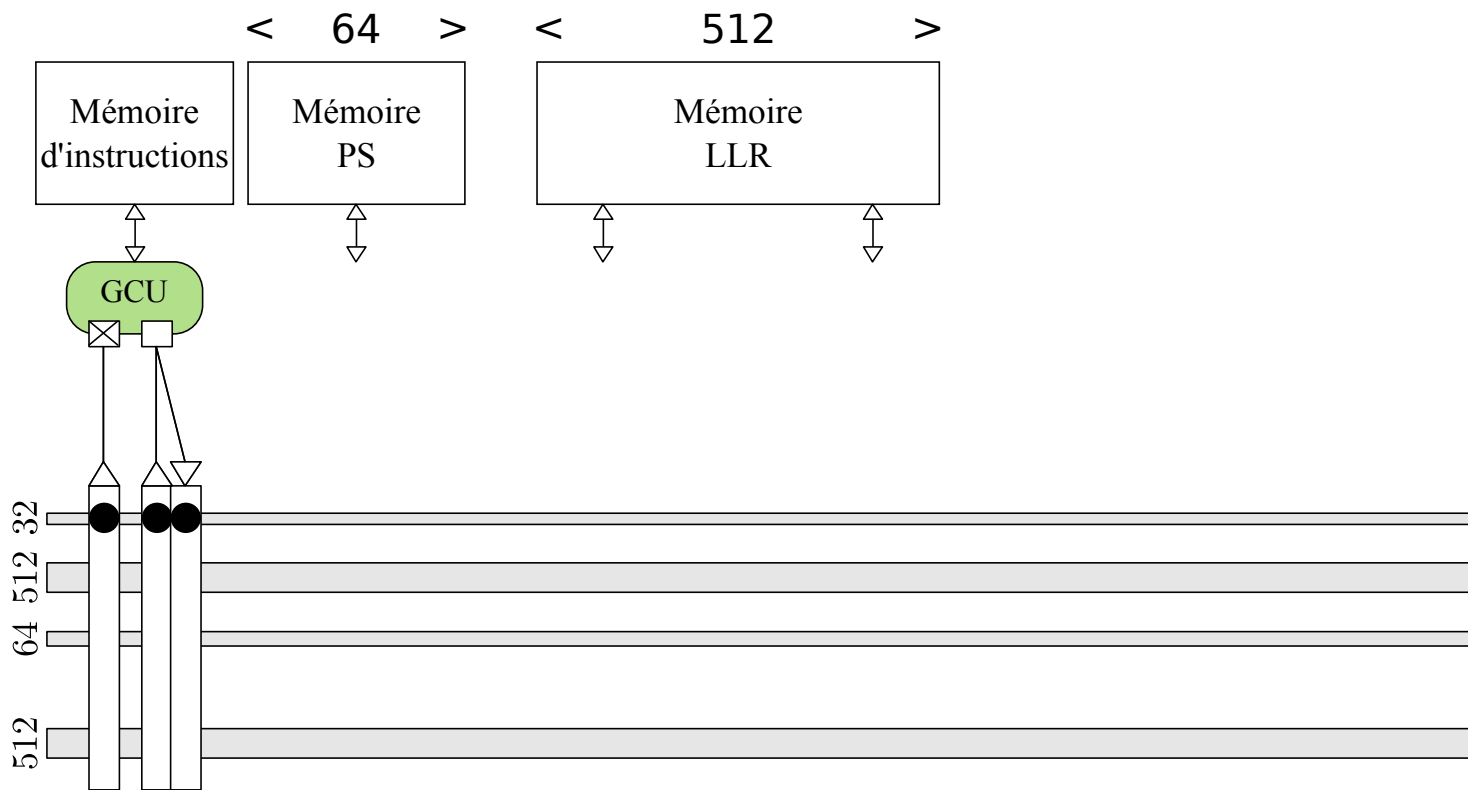 < 64 >
< 512 >
Mémoire
d'instructions
Mémoire
PS
Mémoire
LLR
GCU
32
512
64
512